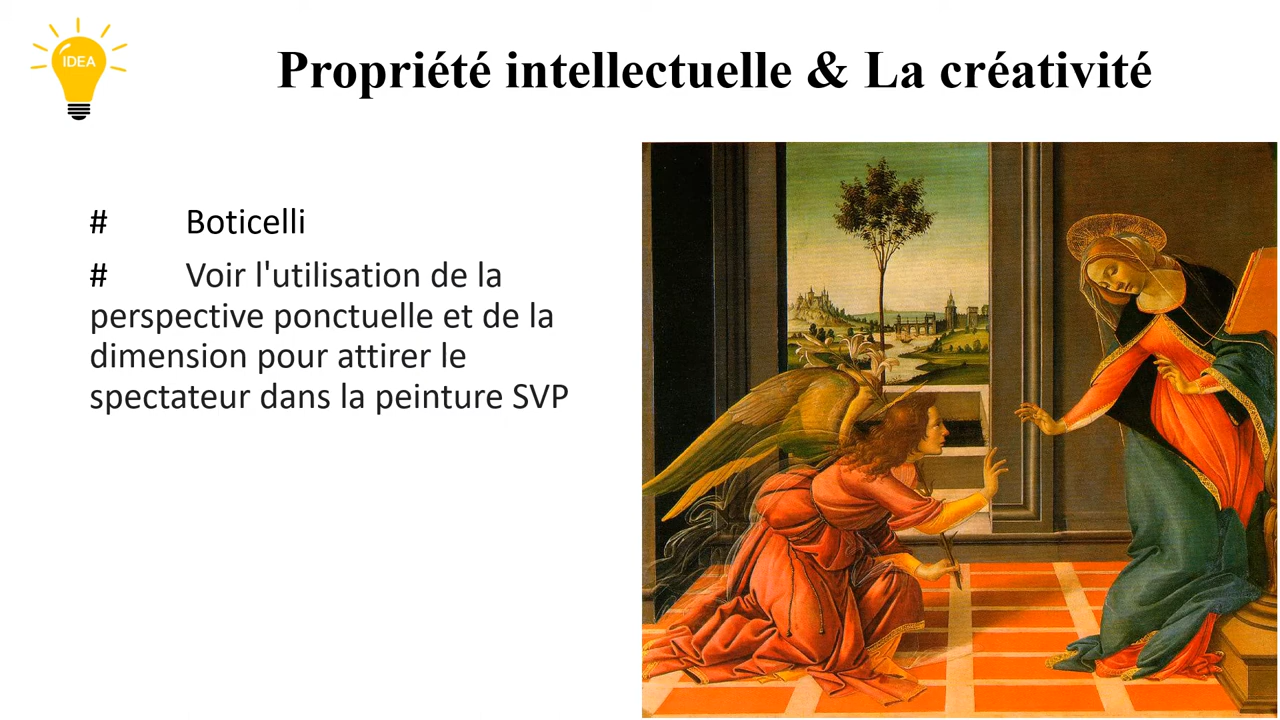 IDEA
Propriété intellectuelle & La créativité
# Boticelli
# Voir l'utilisation de la
perspective ponctuelle et de la
dimension pour attirer le
spectateur dans la peinture SVP